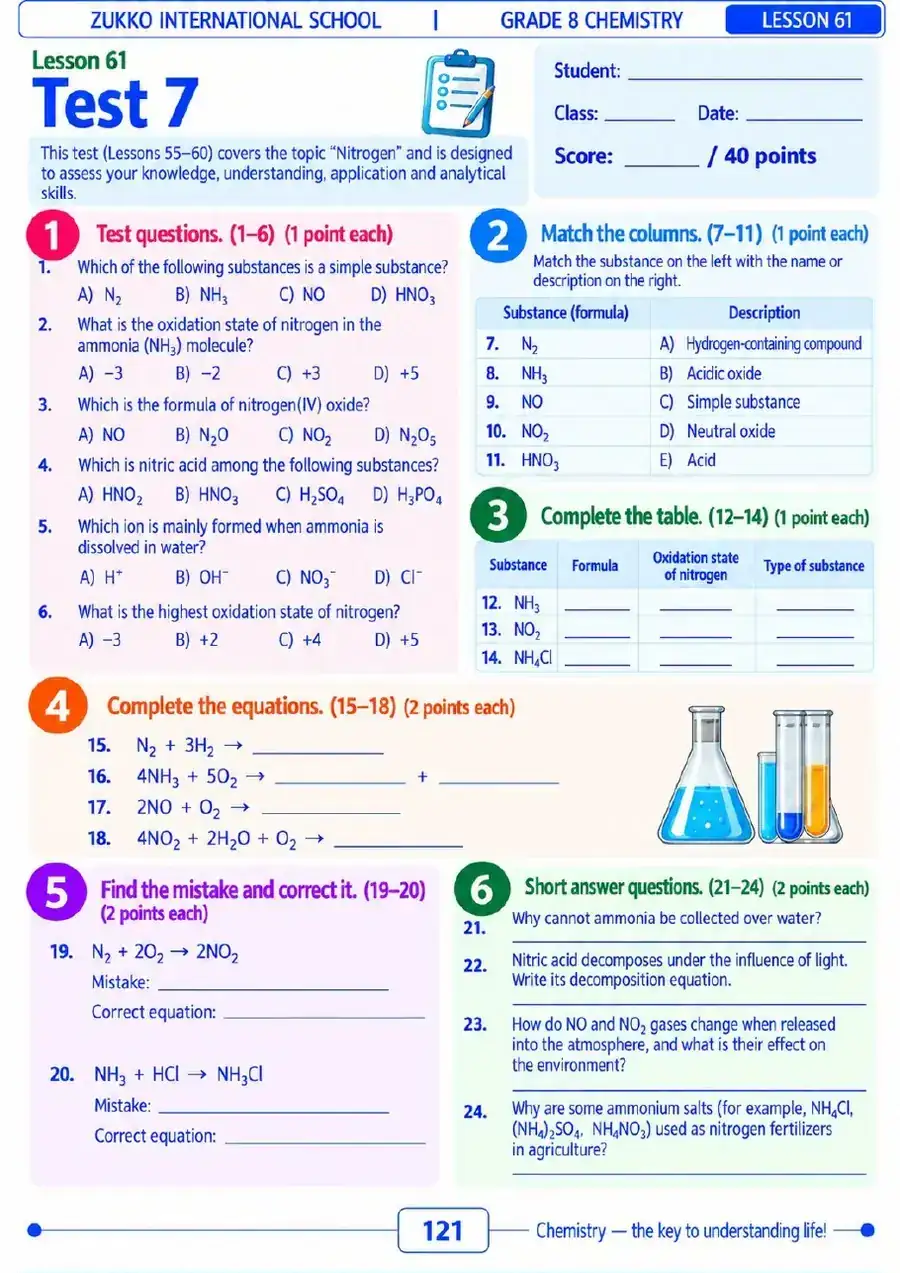 ZUKKO INTERNATIONAL SCHOOL | GRADE 8 CHEMISTRY LESSON 61
Lesson 61
Test 7
This test (Lessons 55–60) covers the topic “Nitrogen” and is designed
to assess your knowledge, understanding, application and analytical
skills.
Student: ____________
Class: ______ Date: ____________
Score: ______ / 40 points
1 Test questions. (1–6) (1 point each)
1. Which of the following substances is a simple substance?
A) N₂ B) NH₃ C) NO D) HNO₃
2. What is the oxidation state of nitrogen in the
ammonia (NH₃) molecule?
A) −3 B) −2 C) +3 D) +5
3. Which is the formula of nitrogen(IV) oxide?
A) NO B) N₂O C) NO₂ D) N₂O₅
4. Which is nitric acid among the following substances?
A) HNO₂ B) HNO₃ C) H₂SO₄ D) H₃PO₄
5. Which ion is mainly formed when ammonia is
dissolved in water?
A) H⁺ B) OH⁻ C) NO₃⁻ D) Cl⁻
6. What is the highest oxidation state of nitrogen?
A) −3 B) +2 C) +4 D) +5
2 Match the columns. (7–11) (1 point each)
Match the substance on the left with the name or
description on the right.
Substance (formula) Description
7. N₂ A) Hydrogen-containing compound
8. NH₃ B) Acidic oxide
9. NO C) Simple substance
10. NO₂ D) Neutral oxide
11. HNO₃ E) Acid
3 Complete the table. (12–14) (1 point each)
Substance Formula Oxidation state
of nitrogen Type of substance
12. NH₃ ______ ______ ______
13. NO₂ ______ ______ ______
14. NH₄Cl ______ ______ ______
4 Complete the equations. (15–18) (2 points each)
15. N₂ + 3H₂ → ____________
16. 4NH₃ + 5O₂ → ____________ + ____________
17. 2NO + O₂ → ____________
18. 4NO₂ + 2H₂O + O₂ → ____________
5 Find the mistake and correct it. (19–20)
(2 points each)
19. N₂ + 2O₂ → 2NO₂
Mistake: ____________
Correct equation: ____________
20. NH₃ + HCl → NH₃Cl
Mistake: ____________
Correct equation: ____________
6 Short answer questions. (21–24) (2 points each)
21. Why cannot ammonia be collected over water?
22. Nitric acid decomposes under the influence of light.
Write its decomposition equation.
23. How do NO and NO₂ gases change when released
into the atmosphere, and what is their effect on
the environment?
24. Why are some ammonium salts (for example, NH₄Cl,
(NH₄)₂SO₄, NH₄NO₃) used as nitrogen fertilizers
in agriculture?
121
Chemistry — the key to understanding life!